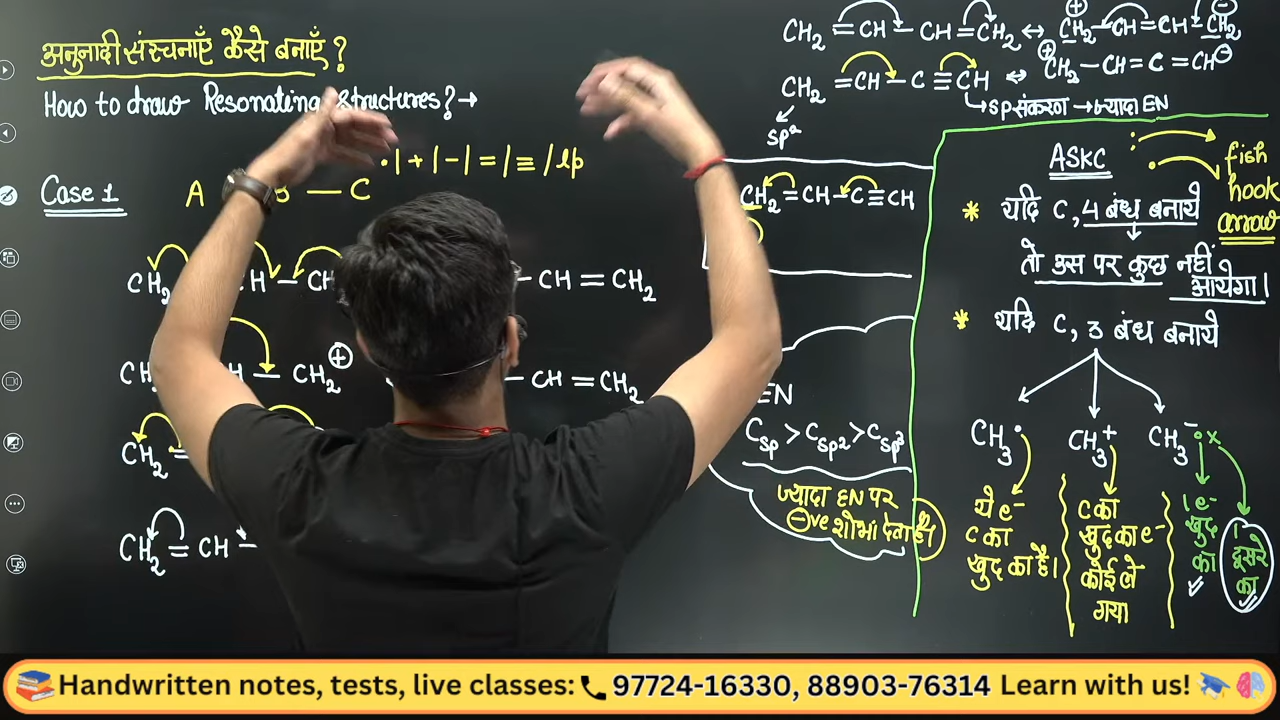 अनुनादी संरचनाएँ कैसे बनाएँ ?
How to draw Resonating Structures? →
• | + | - | = | ≡ | lp
Case 1 A B — C
CH — CH = CH₂
CH₂ — CH₂⊕ — CH = CH₂
CH₂ =
CH₂ = CH –
CH₂ = CH – CH = CH₂ ↔ ⊕CH₂ – CH = CH – CH₂⊖
CH₂ = CH – C ≡ CH ↔ ⊕CH₂ – CH = C = CH⊖
sp²
sp संकरण → ज्यादा EN
CH₂ = CH – C ≡ CH
EN
Csp > Csp² > Csp³
ज्यादा EN पर
⊖ve शोभा देता है।
ASKC
fish
hook
arrow
* यदि C, 4 बंध बनाये
तो उस पर कुछ नहीं
आयेगा।
* यदि C, 3 बंध बनाये
CH₃• CH₃⁺ CH₃⁻
ये e⁻
C का
खुद का है।
C का
खुद का e⁻
कोई ले
गया
1e⁻
खुद
का
दूसरे
का
📚Handwritten notes, tests, live classes:📞97724-16330, 88903-76314 Learn with us!🎓🧠